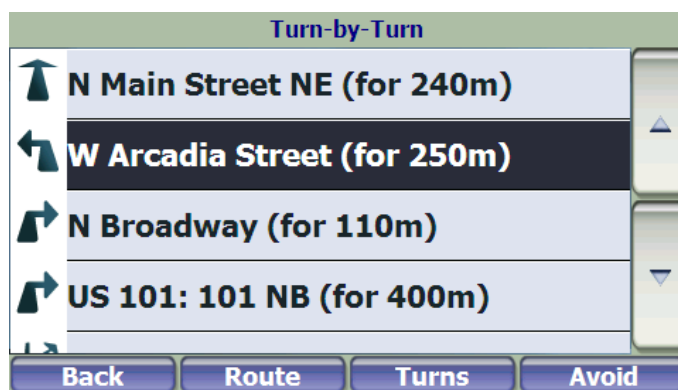 Turn-by-Turn
N Main Street NE (for 240m)
W Arcadia Street (for 250m)
N Broadway (for 110m)
US 101: 101 NB (for 400m)
Back Route Turns Avoid